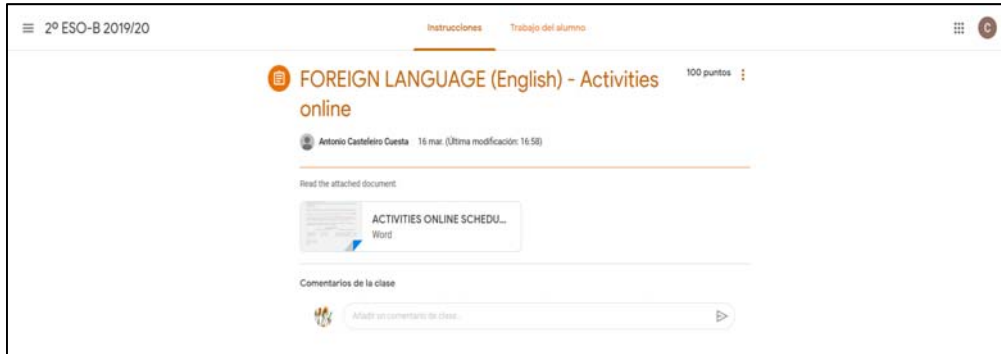 2º ESO-B 2019/20
Instrucciones
Trabajo del alumno
C
FOREIGN LANGUAGE (English) - Activities
online
100 puntos
Antonio Casteleiro Cuesta 16 mar. (Última modificación: 16:58)
Read the attached document.
ACTIVITIES ONLINE SCHEDU...
Word
Comentarios de la clase
Añadir un comentario de clase...